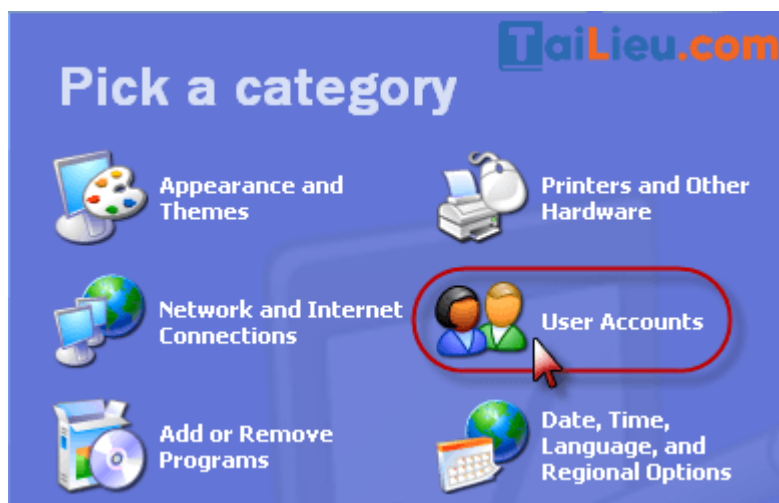 TaiLieu.com
Pick a category
Appearance and
Themes
Printers and Other
Hardware
Network and Internet
Connections
User Accounts
Add or Remove
Programs
Date, Time,
Language, and
Regional Options